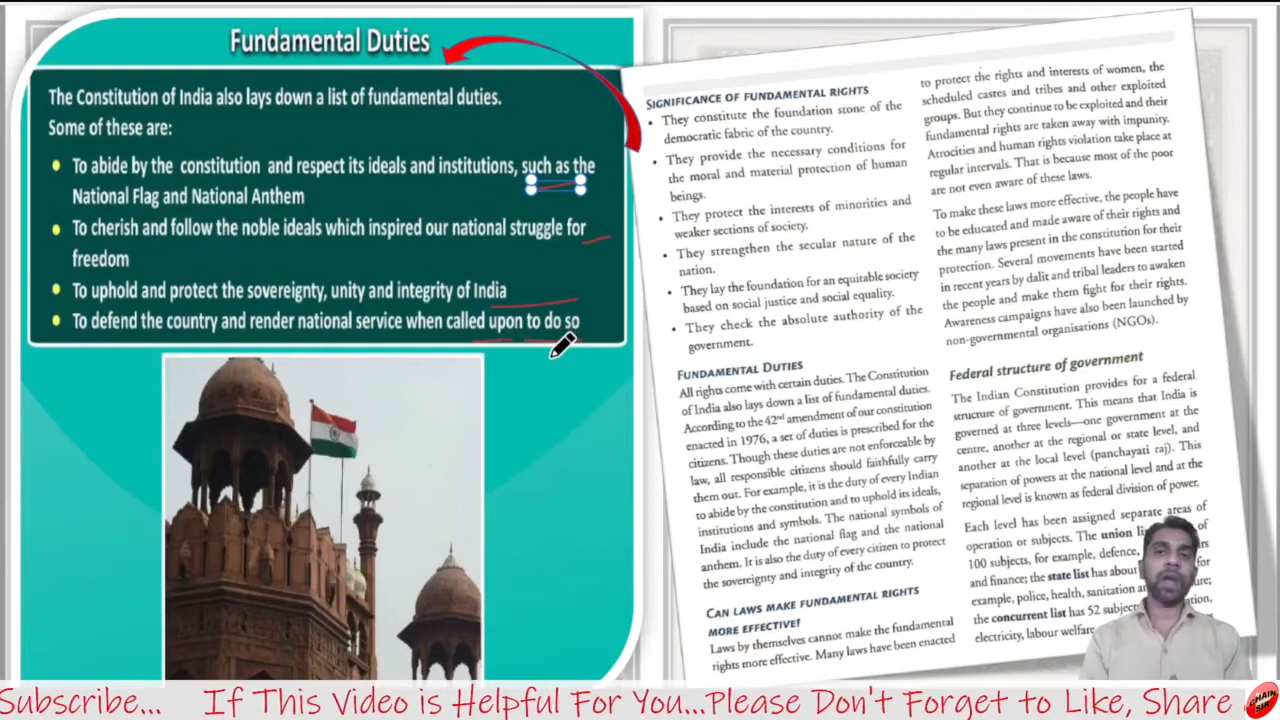 Fundamental Duties
The Constitution of India also lays down a list of fundamental duties.
Some of these are:
To abide by the constitution and respect its ideals and institutions, such as the
National Flag and National Anthem
To cherish and follow the noble ideals which inspired our national struggle for
freedom
To uphold and protect the sovereignty, unity and integrity of India
To defend the country and render national service when called upon to do so
SIGNIFICANCE OF FUNDAMENTAL RIGHTS
• They constitute the foundation stone of the
democratic fabric of the country.
• They provide the necessary conditions for
the moral and material protection of human
beings.
• They protect the interests of minorities and
weaker sections of society.
• They strengthen the secular nature of the
nation.
• They lay the foundation for an equitable society
based on social justice and social equality.
• They check the absolute authority of the
government.
FUNDAMENTAL DUTIES
All rights come with certain duties. The Constitution
of India also lays down a list of fundamental duties.
According to the 42nd amendment of our constitution
enacted in 1976, a set of duties is prescribed for the
citizens. Though these duties are not enforceable by
law, all responsible citizens should faithfully carry
them out. For example, it is the duty of every Indian
to abide by the constitution and to uphold its ideals,
institutions and symbols. The national symbols of
India include the national flag and the national
anthem. It is also the duty of every citizen to protect
the sovereignty and integrity of the country.
CAN LAWS MAKE FUNDAMENTAL RIGHTS
MORE EFFECTIVE?
Laws by themselves cannot make the fundamental
rights more effective. Many laws have been enacted
to protect the rights and interests of women, the
scheduled castes and tribes and other exploited
groups. But they continue to be exploited and their
fundamental rights are taken away with impunity.
Atrocities and human rights violation take place at
regular intervals. That is because most of the poor
are not even aware of these laws.
To make these laws more effective, the people have
to be educated and made aware of their rights and
the many laws present in the constitution for their
protection. Several movements have been started
in recent years by dalit and tribal leaders to awaken
the people and make them fight for their rights.
Awareness campaigns have also been launched by
non-governmental organisations (NGOs).
Federal structure of government
The Indian Constitution provides for a federal
structure of government. This means that India is
governed at three levels—one government at the
centre, another at the regional or state level, and
another at the local level (panchayati raj). This
separation of powers at the national level and at the
regional level is known as federal division of power.
Each level has been assigned separate areas of
operation or subjects. The union of
100 subjects, for example, defence,
and finance; the state list has about for
example, police, health, sanitation
the concurrent list has 52
electricity, labour welfare
Subscribe... If This Video is Helpful For You...Please Don't Forget to Like, Share
CHAIN
SIR